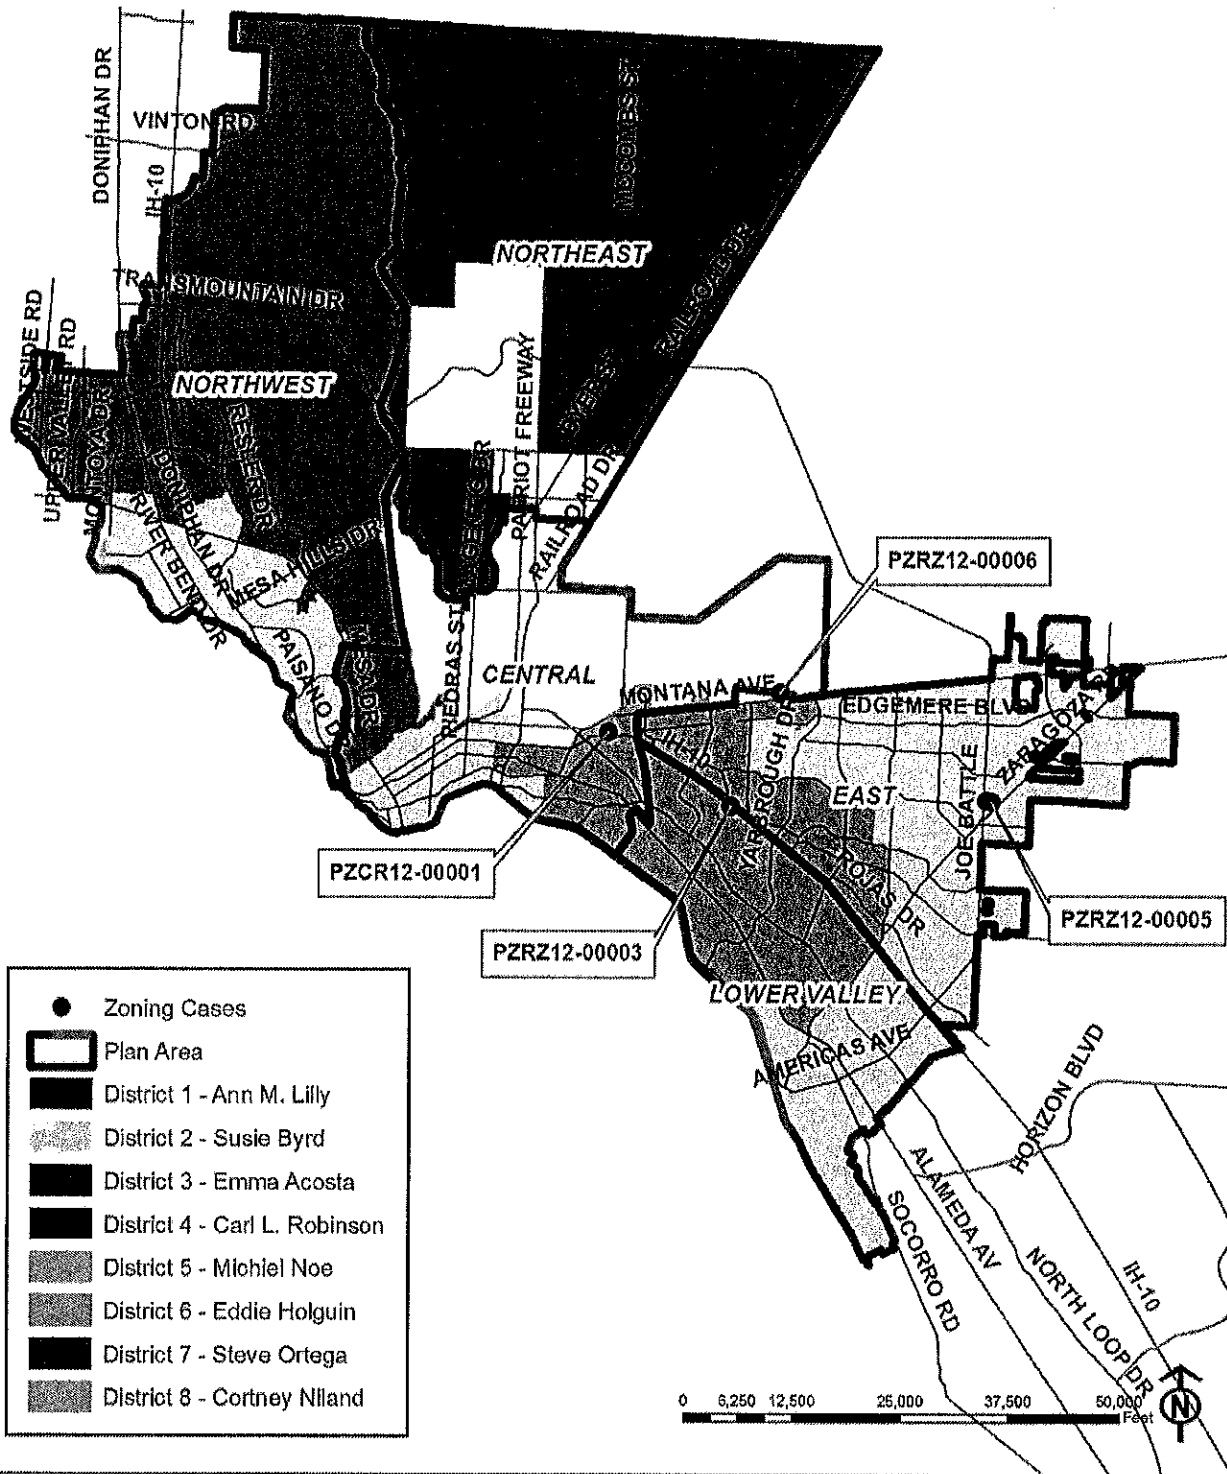 DONIPHAN DR
VINTON RD
IH-10
MCCOMBS ST
NORTHEAST
RAILROAD DR
TRANSMOUNTAIN DR
UPPER VALLEY RD
NORTHWEST
MONTOYA DR
RESLER DR
PATRIOT FREEWAY
DYER ST
DONIPHAN DR
RIVER BEND DR
MESA HILLS DR
RAILROAD DR
PZRZ12-00006
PAISANO DR
PIEDRAS ST
CENTRAL
MONTANA AVE
EDGEMERE BLVD
ZARAGOZA
IH-10
YARBROUGH DR
EAST
JOE BATTLE
ROJAS DR
PZCR12-00001
PZRZ12-00005
PZRZ12-00003
LOWER VALLEY
AMERICAS AVE
HORIZON BLVD
ALAMEDA AV
SOCORRO RD
NORTH LOOP DR
IH-10
Zoning Cases
Plan Area
District 1 - Ann M. Lilly
District 2 - Susie Byrd
District 3 - Emma Acosta
District 4 - Carl L. Robinson
District 5 - Michiel Noe
District 6 - Eddie Holguin
District 7 - Steve Ortega
District 8 - Cortney Niland
0 6,250 12,500 25,000 37,500 50,000
Feet
N